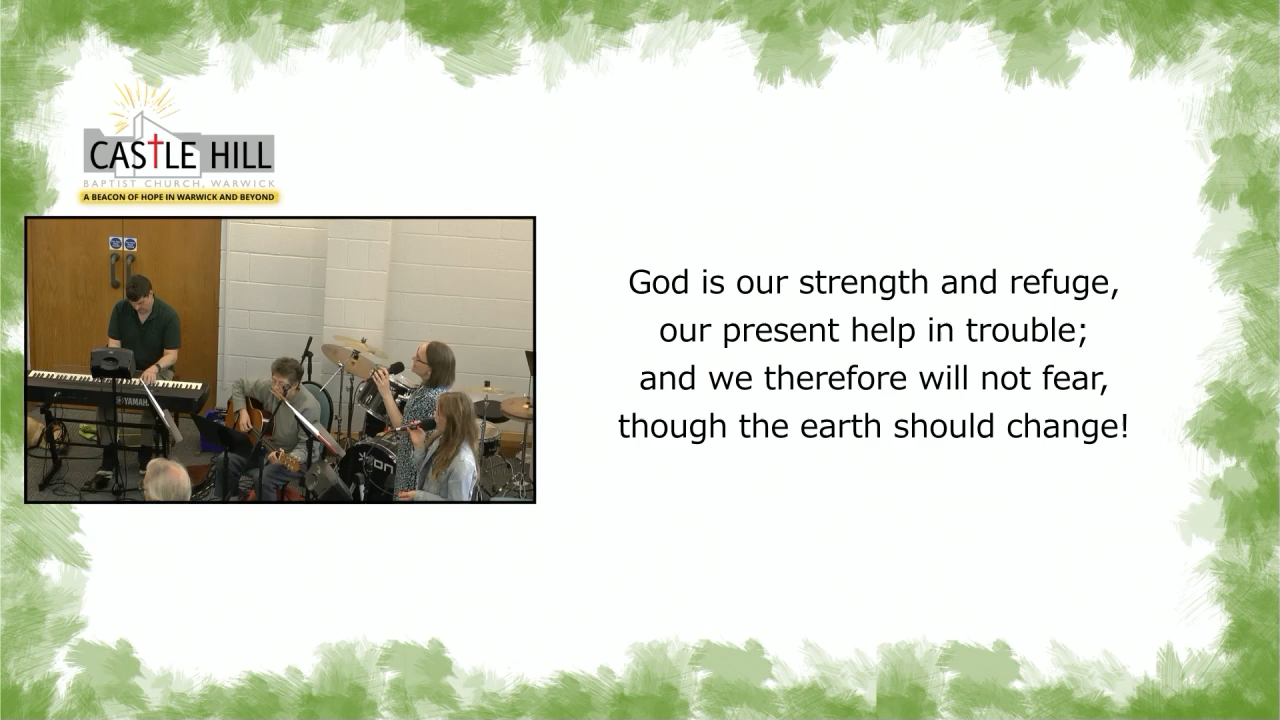 CASTLE HILL
BAPTIST CHURCH, WARWICK
A BEACON OF HOPE IN WARWICK AND BEYOND
YAMAHA
God is our strength and refuge,
our present help in trouble;
and we therefore will not fear,
though the earth should change!